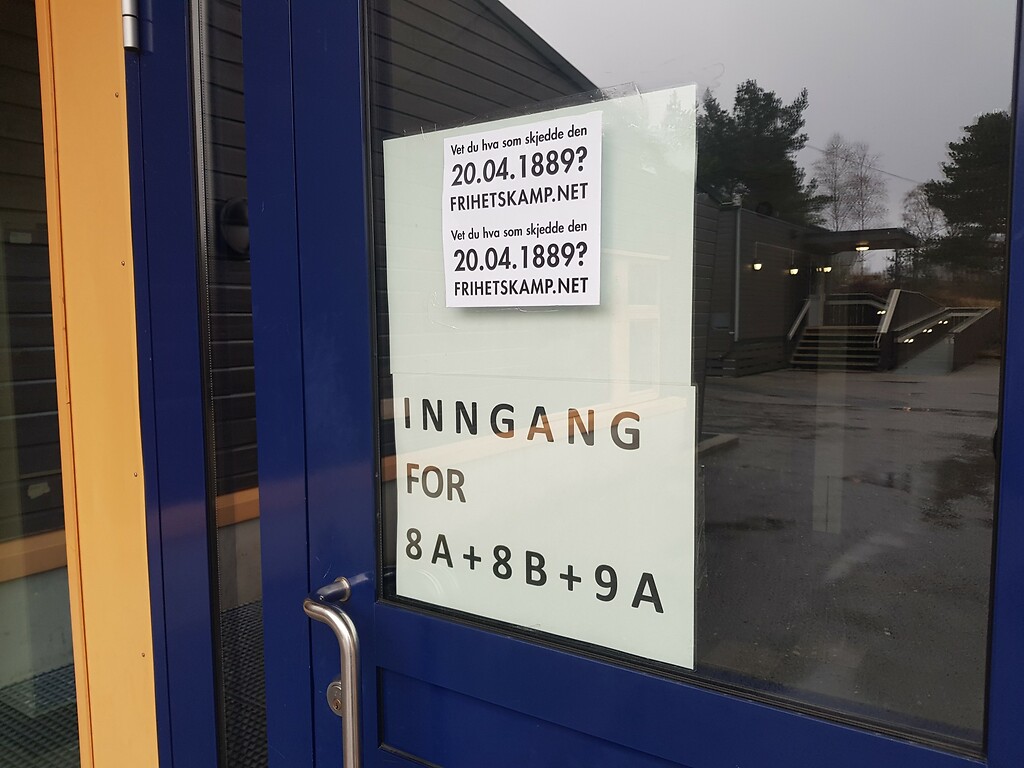 Vet du hva som skjedde den
20.04.1889?
FRIHETSKAMP.NET
Vet du hva som skjedde den
20.04.1889?
FRIHETSKAMP.NET
INNGANG
FOR
8A+8B+9A